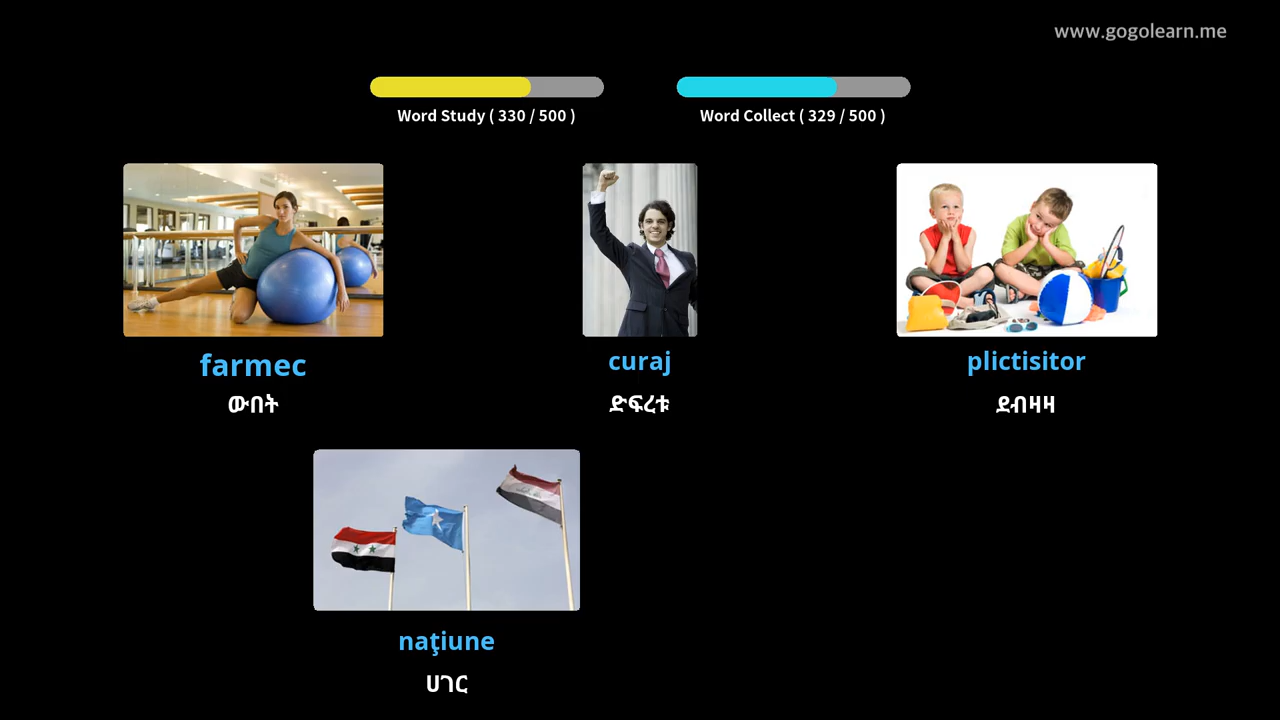 www.gogolearn.me
Word Study ( 330 / 500 )
Word Collect ( 329 / 500 )
farmec
curaj
plictisitor
ውበት
ድፍረቱ
ደብዛዛ
naţiune
ሀገር